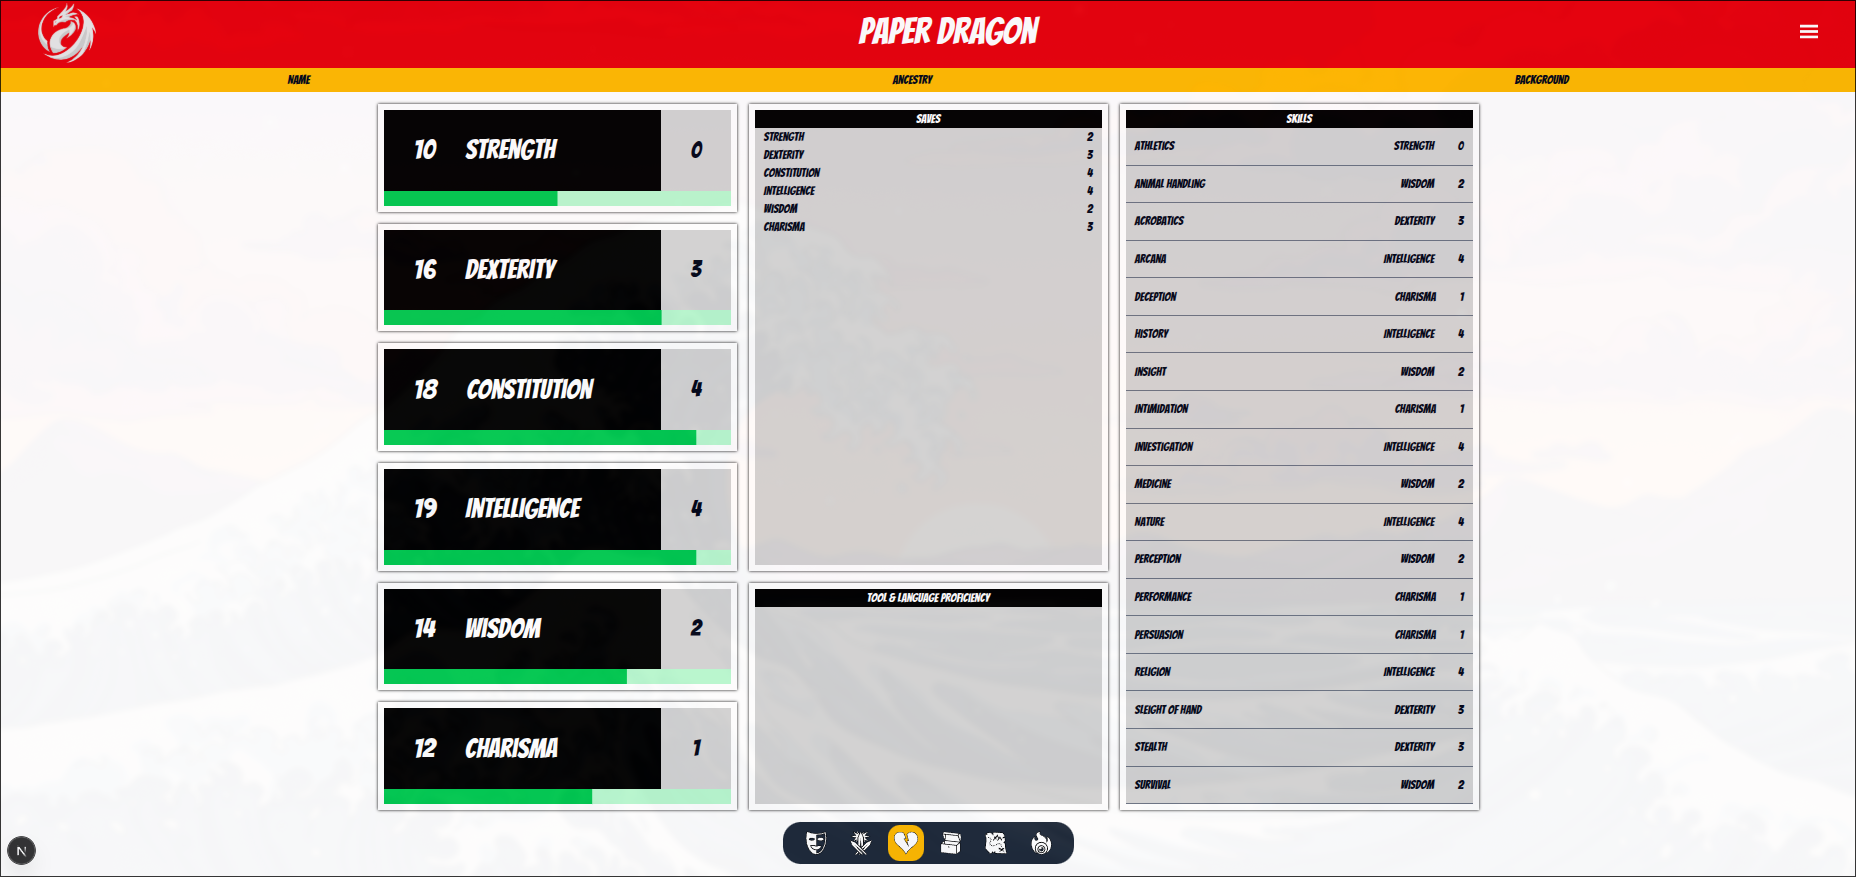 PAPER DRAGON
NAME ANCESTRY BACKGROUND
10 STRENGTH 0
16 DEXTERITY 3
18 CONSTITUTION 4
19 INTELLIGENCE 4
14 WISDOM 2
12 CHARISMA 1
SAVES
STRENGTH 2
DEXTERITY 3
CONSTITUTION 4
INTELLIGENCE 4
WISDOM 2
CHARISMA 3
TOOL & LANGUAGE PROFICIENCY
SKILLS
ATHLETICS STRENGTH 0
ANIMAL HANDLING WISDOM 2
ACROBATICS DEXTERITY 3
ARCANA INTELLIGENCE 4
DECEPTION CHARISMA 1
HISTORY INTELLIGENCE 4
INSIGHT WISDOM 2
INTIMIDATION CHARISMA 1
INVESTIGATION INTELLIGENCE 4
MEDICINE WISDOM 2
NATURE INTELLIGENCE 4
PERCEPTION WISDOM 2
PERFORMANCE CHARISMA 1
PERSUASION CHARISMA 1
RELIGION INTELLIGENCE 4
SLEIGHT OF HAND DEXTERITY 3
STEALTH DEXTERITY 3
SURVIVAL WISDOM 2
N